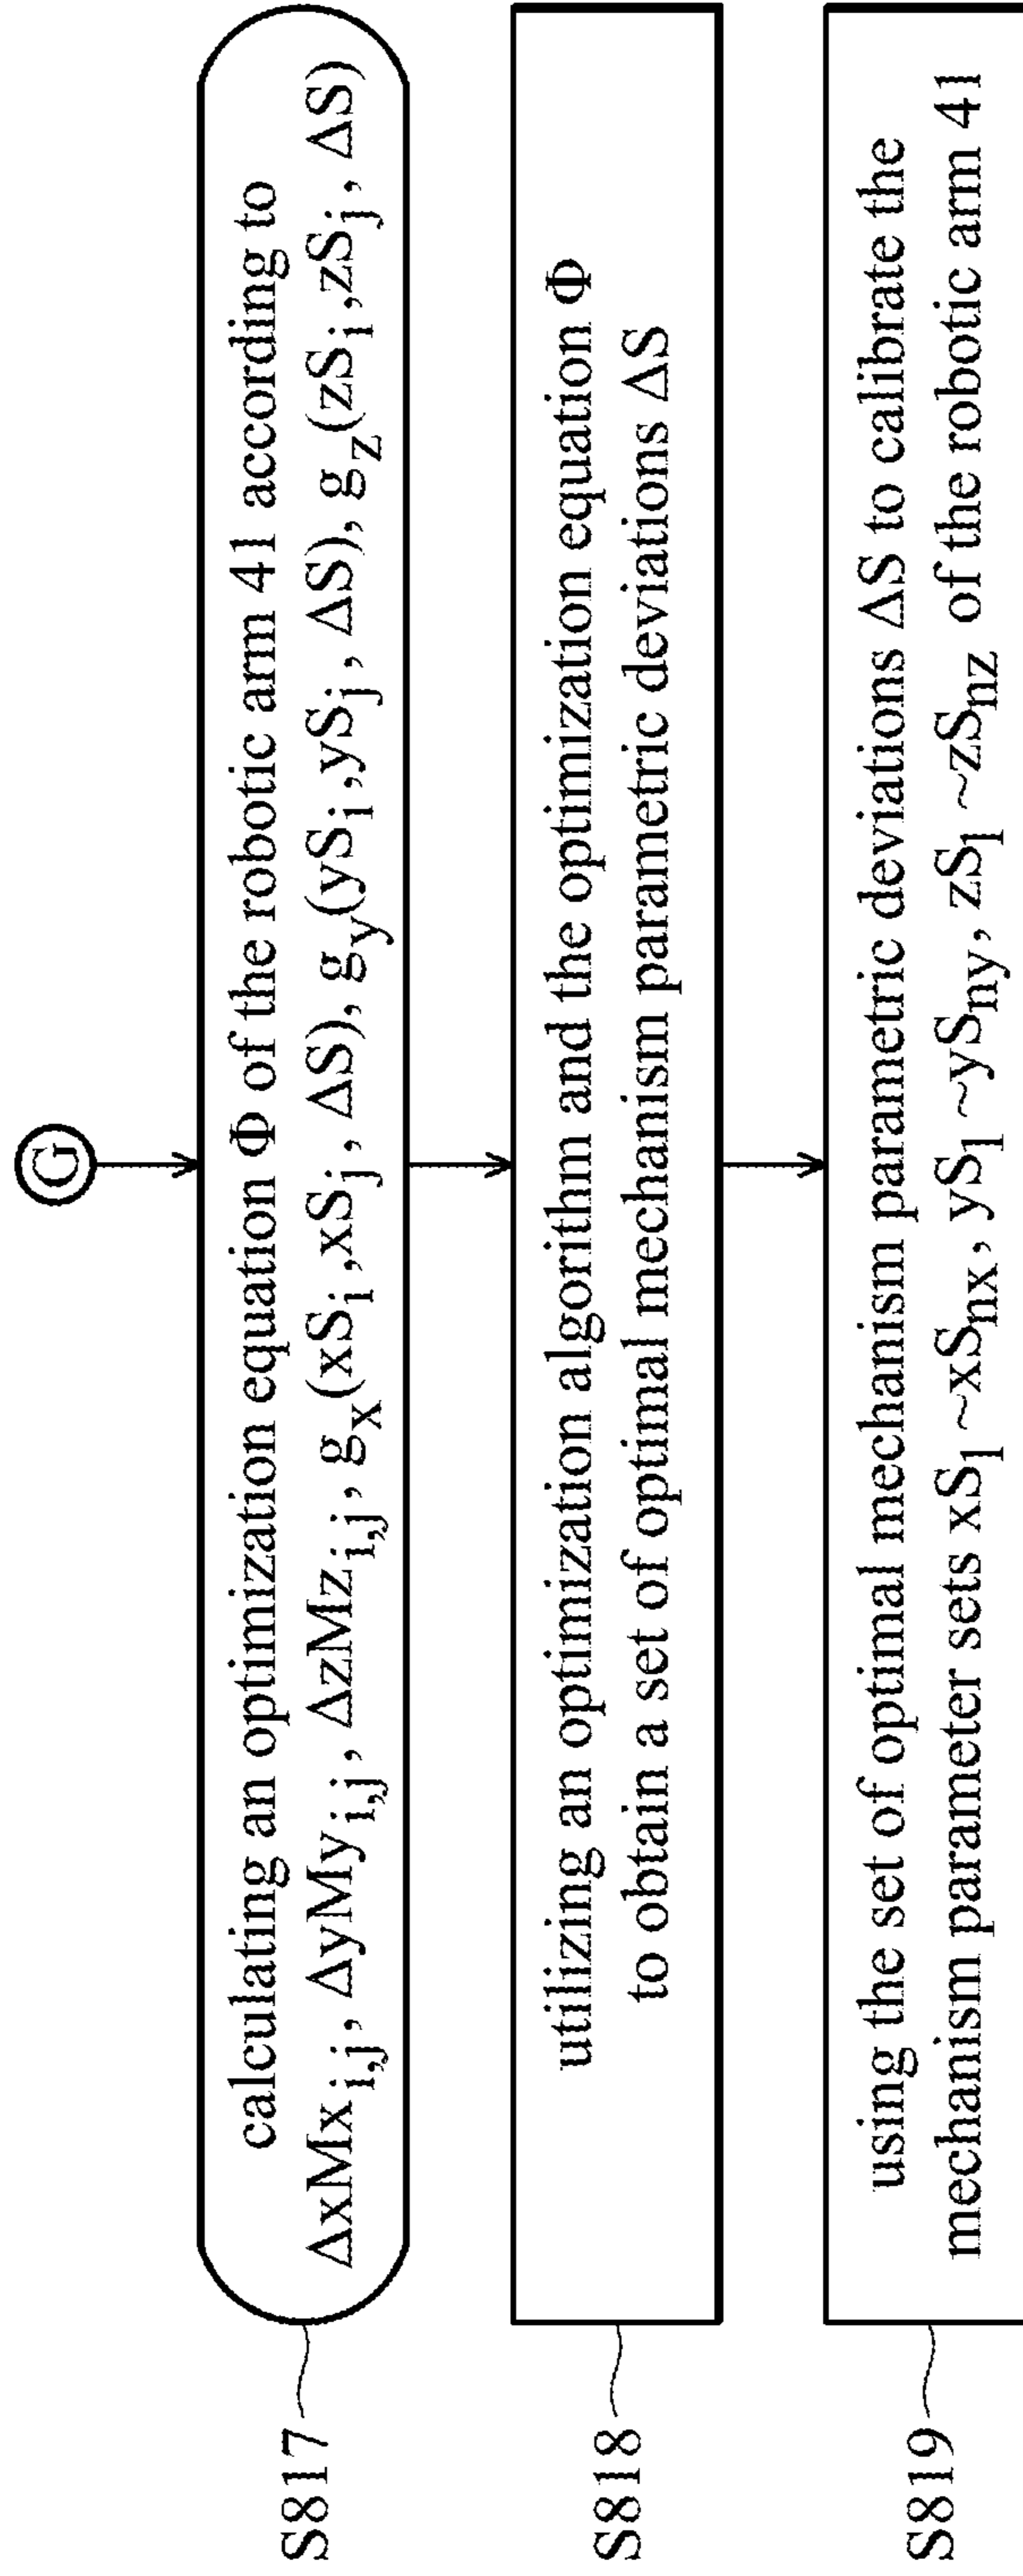 G
S817
calculating an optimization equation Φ of the robotic arm 41 according to
ΔxMx i,j, ΔyMy i,j, ΔzMz i,j, gx(xSi,xSj, ΔS), gy(ySi,ySj, ΔS), gz(zSi,zSj, ΔS)
S818
utilizing an optimization algorithm and the optimization equation Φ
to obtain a set of optimal mechanism parametric deviations ΔS
S819
using the set of optimal mechanism parametric deviations ΔS to calibrate the
mechanism parameter sets xS1~xSnx, yS1~ySny, zS1~zSnz of the robotic arm 41